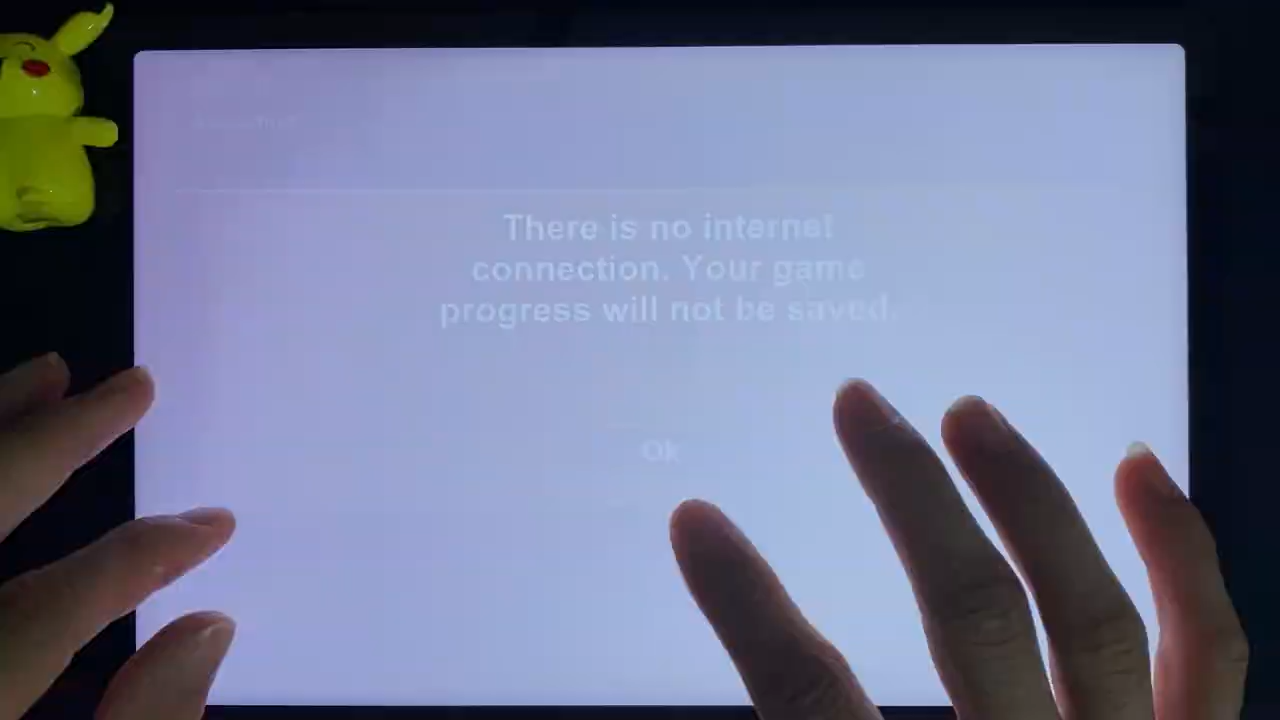 There is no internet
connection. Your game
progress will not be saved.
Ok